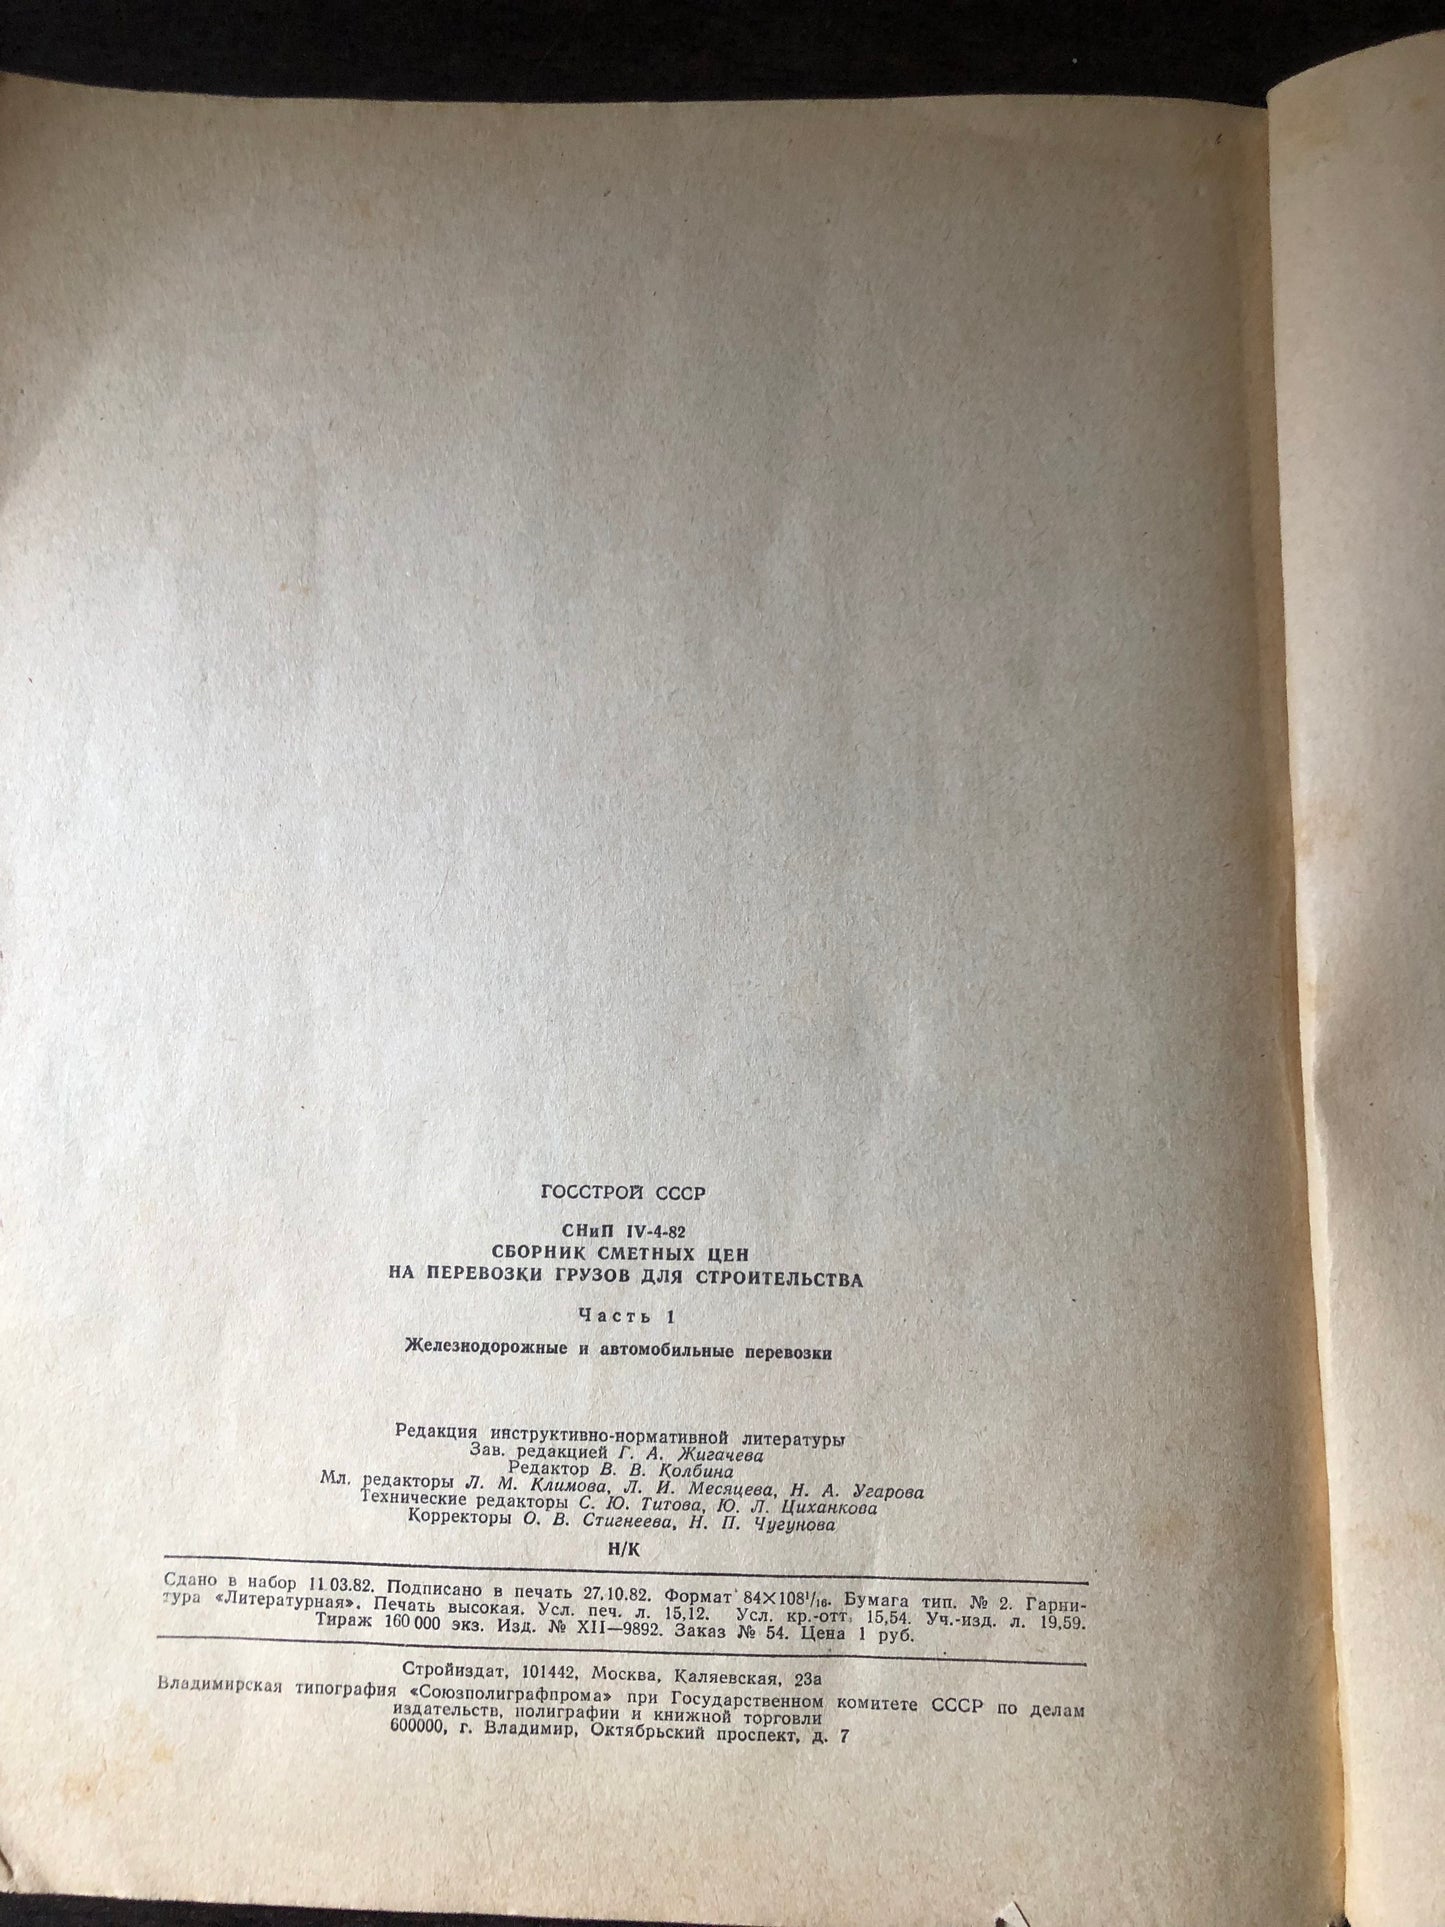 ГОССТРОЙ СССР
СНиП IV-4-82
СБОРНИК СМЕТНЫХ ЦЕН
НА ПЕРЕВОЗКИ ГРУЗОВ ДЛЯ СТРОИТЕЛЬСТВА
Часть 1
Железнодорожные и автомобильные перевозки
Редакция инструктивно-нормативной литературы
Зав. редакцией Г. А. Жигачева
Редактор В. В. Колбина
Мл. редакторы Л. М. Климова, Л. И. Месяцева, Н. А. Угарова
Технические редакторы С. Ю. Титова, Ю. Л. Циханкова
Корректоры О. В. Стигнеева, Н. П. Чугунова
Н/К
Сдано в набор 11.03.82. Подписано в печать 27.10.82. Формат 84×108¹/₁₆. Бумага тип. № 2. Гарни-
тура «Литературная». Печать высокая. Усл. печ. л. 15,12. Усл. кр.-отт. 15,54. Уч.-изд. л. 19,59.
Тираж 160 000 экз. Изд. № XII—9892. Заказ № 54. Цена 1 руб.
Стройиздат, 101442, Москва, Каляевская, 23а
Владимирская типография «Союзполиграфпрома» при Государственном комитете СССР по делам
издательств, полиграфии и книжной торговли
600000, г. Владимир, Октябрьский проспект, д. 7